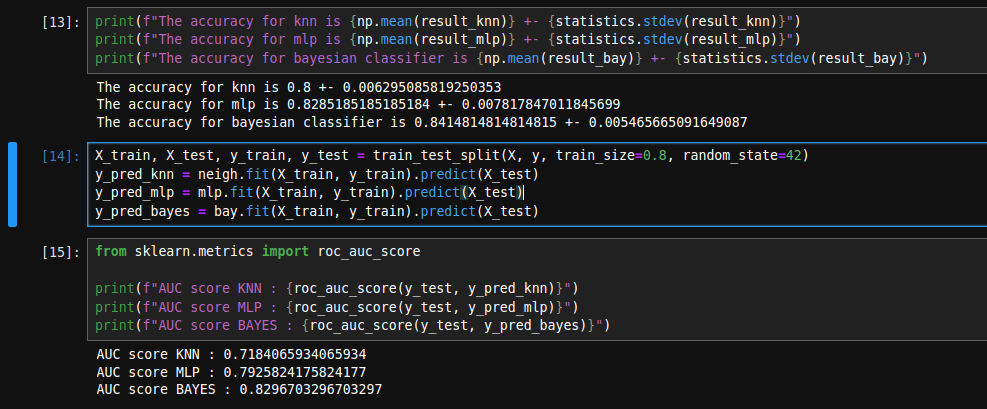 [13]: print(f"The accuracy for knn is {np.mean(result_knn)} +- {statistics.stdev(result_knn)}")
print(f"The accuracy for mlp is {np.mean(result_mlp)} +- {statistics.stdev(result_mlp)}")
print(f"The accuracy for bayesian classifier is {np.mean(result_bay)} +- {statistics.stdev(result_bay)}")
The accuracy for knn is 0.8 +- 0.006295085819250353
The accuracy for mlp is 0.8285185185185184 +- 0.007817847011845699
The accuracy for bayesian classifier is 0.8414814814814815 +- 0.005465665091649087
[14]: X_train, X_test, y_train, y_test = train_test_split(X, y, train_size=0.8, random_state=42)
y_pred_knn = neigh.fit(X_train, y_train).predict(X_test)
y_pred_mlp = mlp.fit(X_train, y_train).predict(X_test)
y_pred_bayes = bay.fit(X_train, y_train).predict(X_test)
[15]: from sklearn.metrics import roc_auc_score
print(f"AUC score KNN : {roc_auc_score(y_test, y_pred_knn)}")
print(f"AUC score MLP : {roc_auc_score(y_test, y_pred_mlp)}")
print(f"AUC score BAYES : {roc_auc_score(y_test, y_pred_bayes)}")
AUC score KNN : 0.7184065934065934
AUC score MLP : 0.7925824175824177
AUC score BAYES : 0.8296703296703297